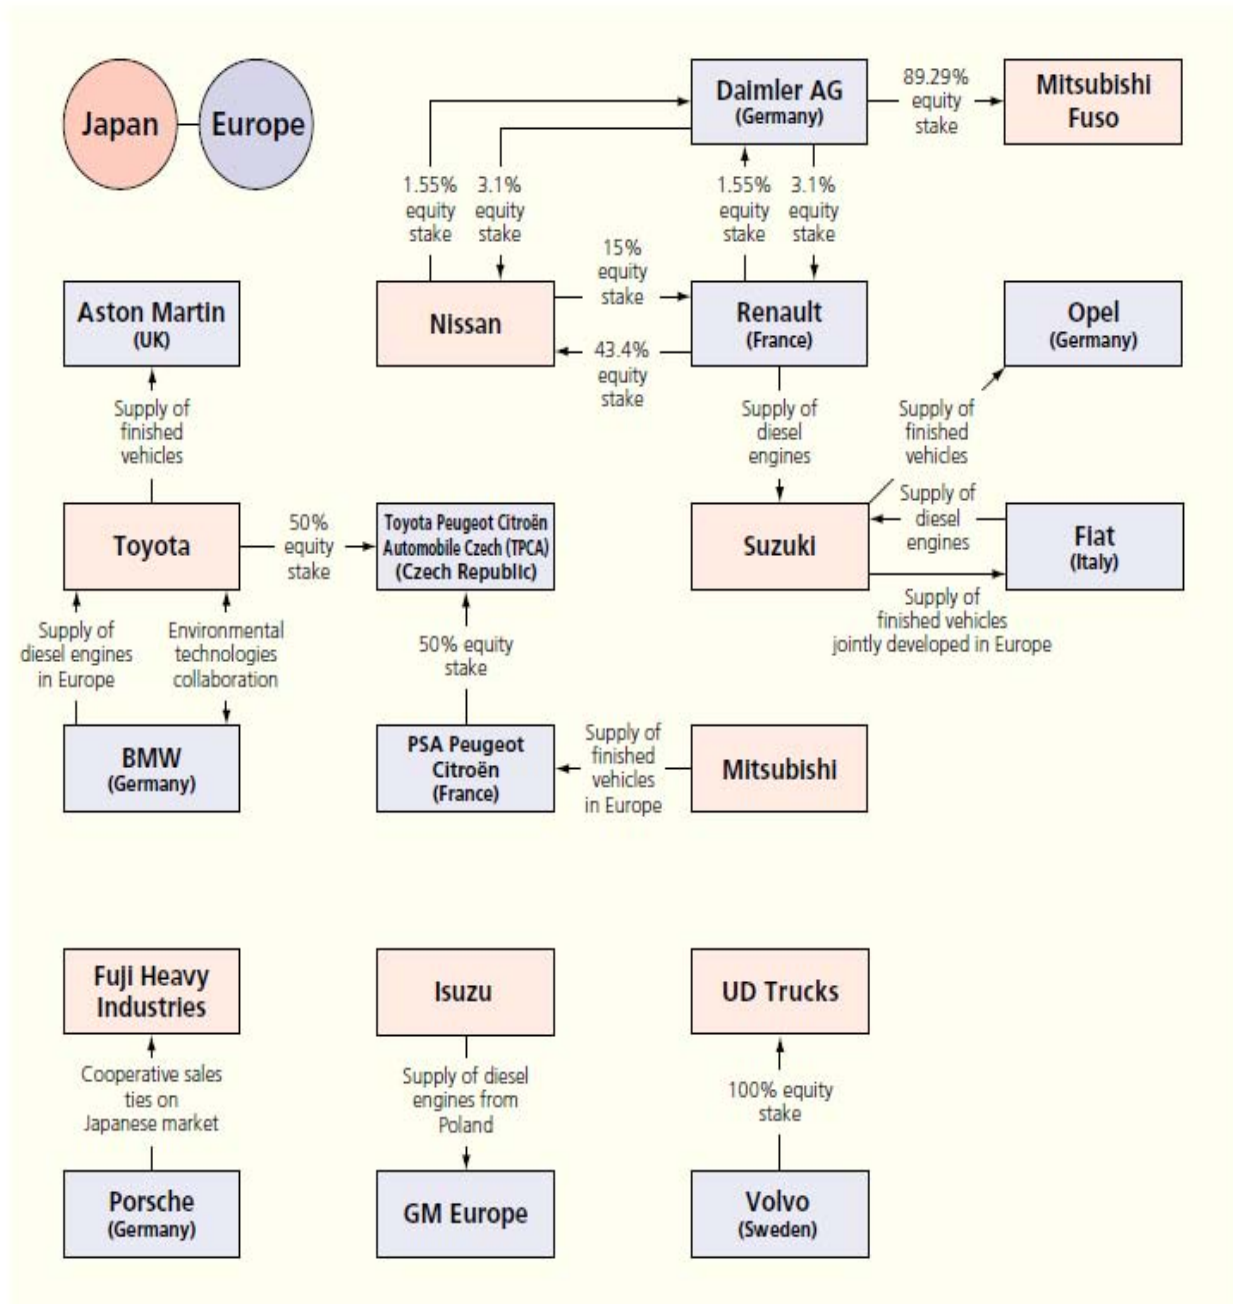 Japan
Europe
Daimler AG
(Germany)
89.29%
equity
stake
Mitsubishi
Fuso
1.55%
equity
stake
3.1%
equity
stake
1.55%
equity
stake
3.1%
equity
stake
Aston Martin
(UK)
Nissan
15%
equity
stake
43.4%
equity
stake
Renault
(France)
Opel
(Germany)
Supply of
finished
vehicles
Supply of
diesel
engines
Supply of
finished
vehicles
Toyota
50%
equity
stake
Toyota Peugeot Citroën
Automobile Czech (TPCA)
(Czech Republic)
Suzuki
Supply of
diesel
engines
Fiat
(Italy)
Supply of
finished vehicles
jointly developed in Europe
Supply of
diesel engines
in Europe
Environmental
technologies
collaboration
50% equity
stake
BMW
(Germany)
PSA Peugeot
Citroën
(France)
Supply of
finished
vehicles
in Europe
Mitsubishi
Fuji Heavy
Industries
Isuzu
UD Trucks
Cooperative sales
ties on
Japanese market
Supply of diesel
engines from
Poland
100% equity
stake
Porsche
(Germany)
GM Europe
Volvo
(Sweden)